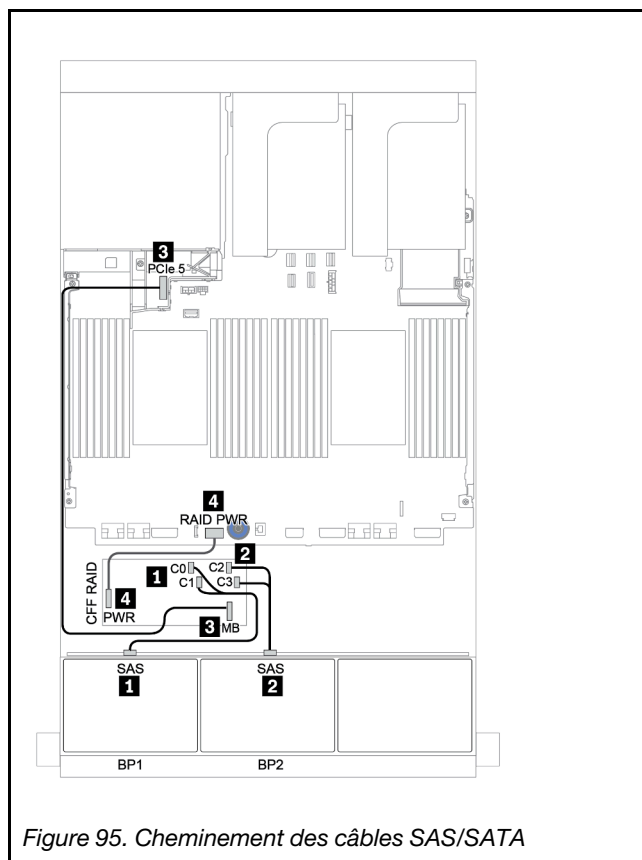 3
PCIe 5
4
RAID PWR
2
C0 C2
1
C1 C3
CFF RAID
4
PWR
3 MB
SAS SAS
1 2
BP1 BP2
Figure 95. Cheminement des câbles SAS/SATA